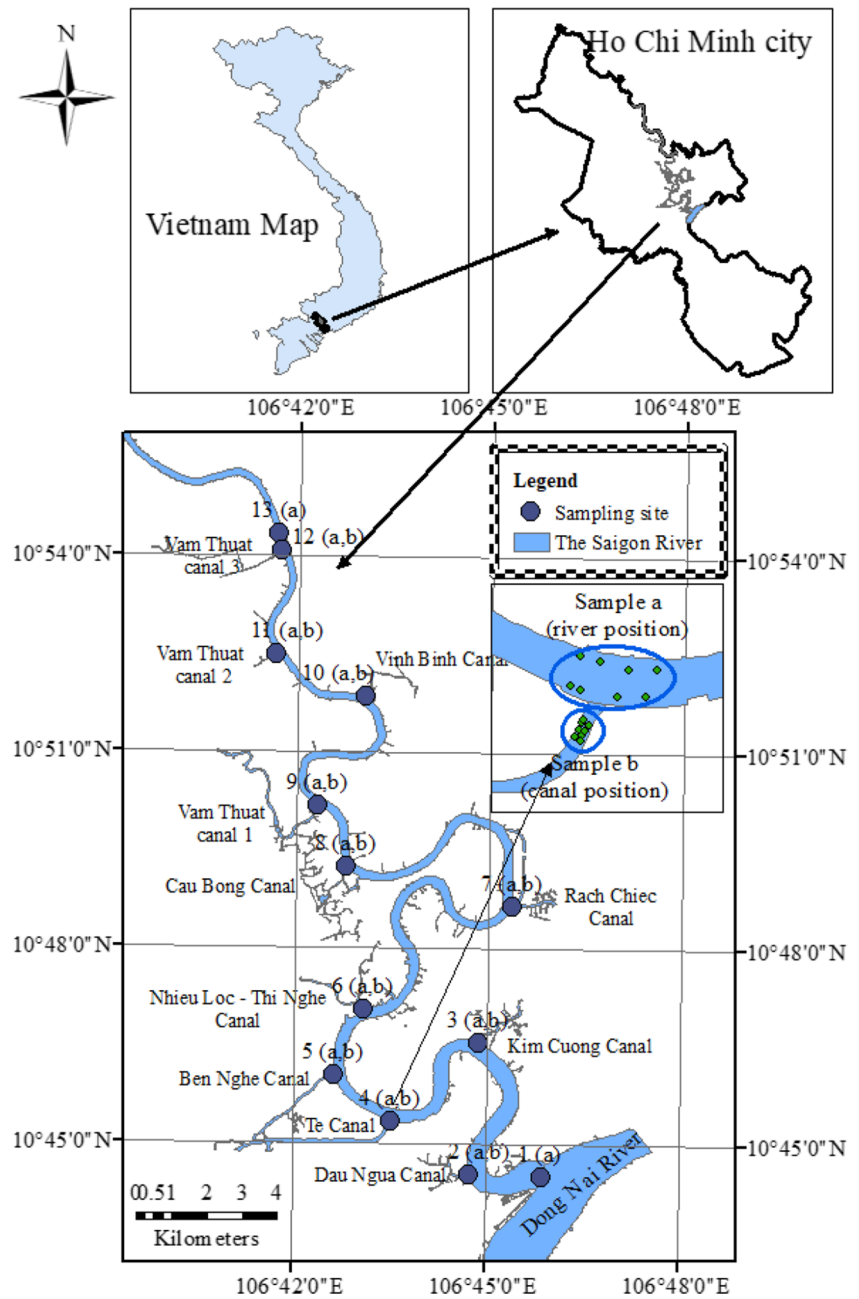 N
Ho Chi Minh city
Vietnam Map
106°42'0"E
106°45'0"E
106°48'0"E
Legend
Sampling site
The Saigon River
13 (a)
12 (a,b)
Vam Thuat
canal 3
10°54'0"N
10°54'0"N
Sample a
(river position)
11 (a,b)
Vam Thuat
canal 2
10 (a,b)
Vinh Binh Canal
10°51'0"N
10°51'0"N
Sample b
(canal position)
9 (a,b)
Vam Thuat
canal 1
8 (a,b)
Cau Bong Canal
7 (a,b)
Rach Chiec
Canal
10°48'0"N
10°48'0"N
Nhieu Loc - Thi Nghe
Canal
6 (a,b)
3 (a,b)
Kim Cuong Canal
5 (a,b)
Ben Nghe Canal
4 (a,b)
Te Canal
10°45'0"N
10°45'0"N
2 (a,b)
1 (a)
Dau Ngua Canal
Dong Nai River
0 0.5 1 2 3 4
Kilometers
106°42'0"E
106°45'0"E
106°48'0"E